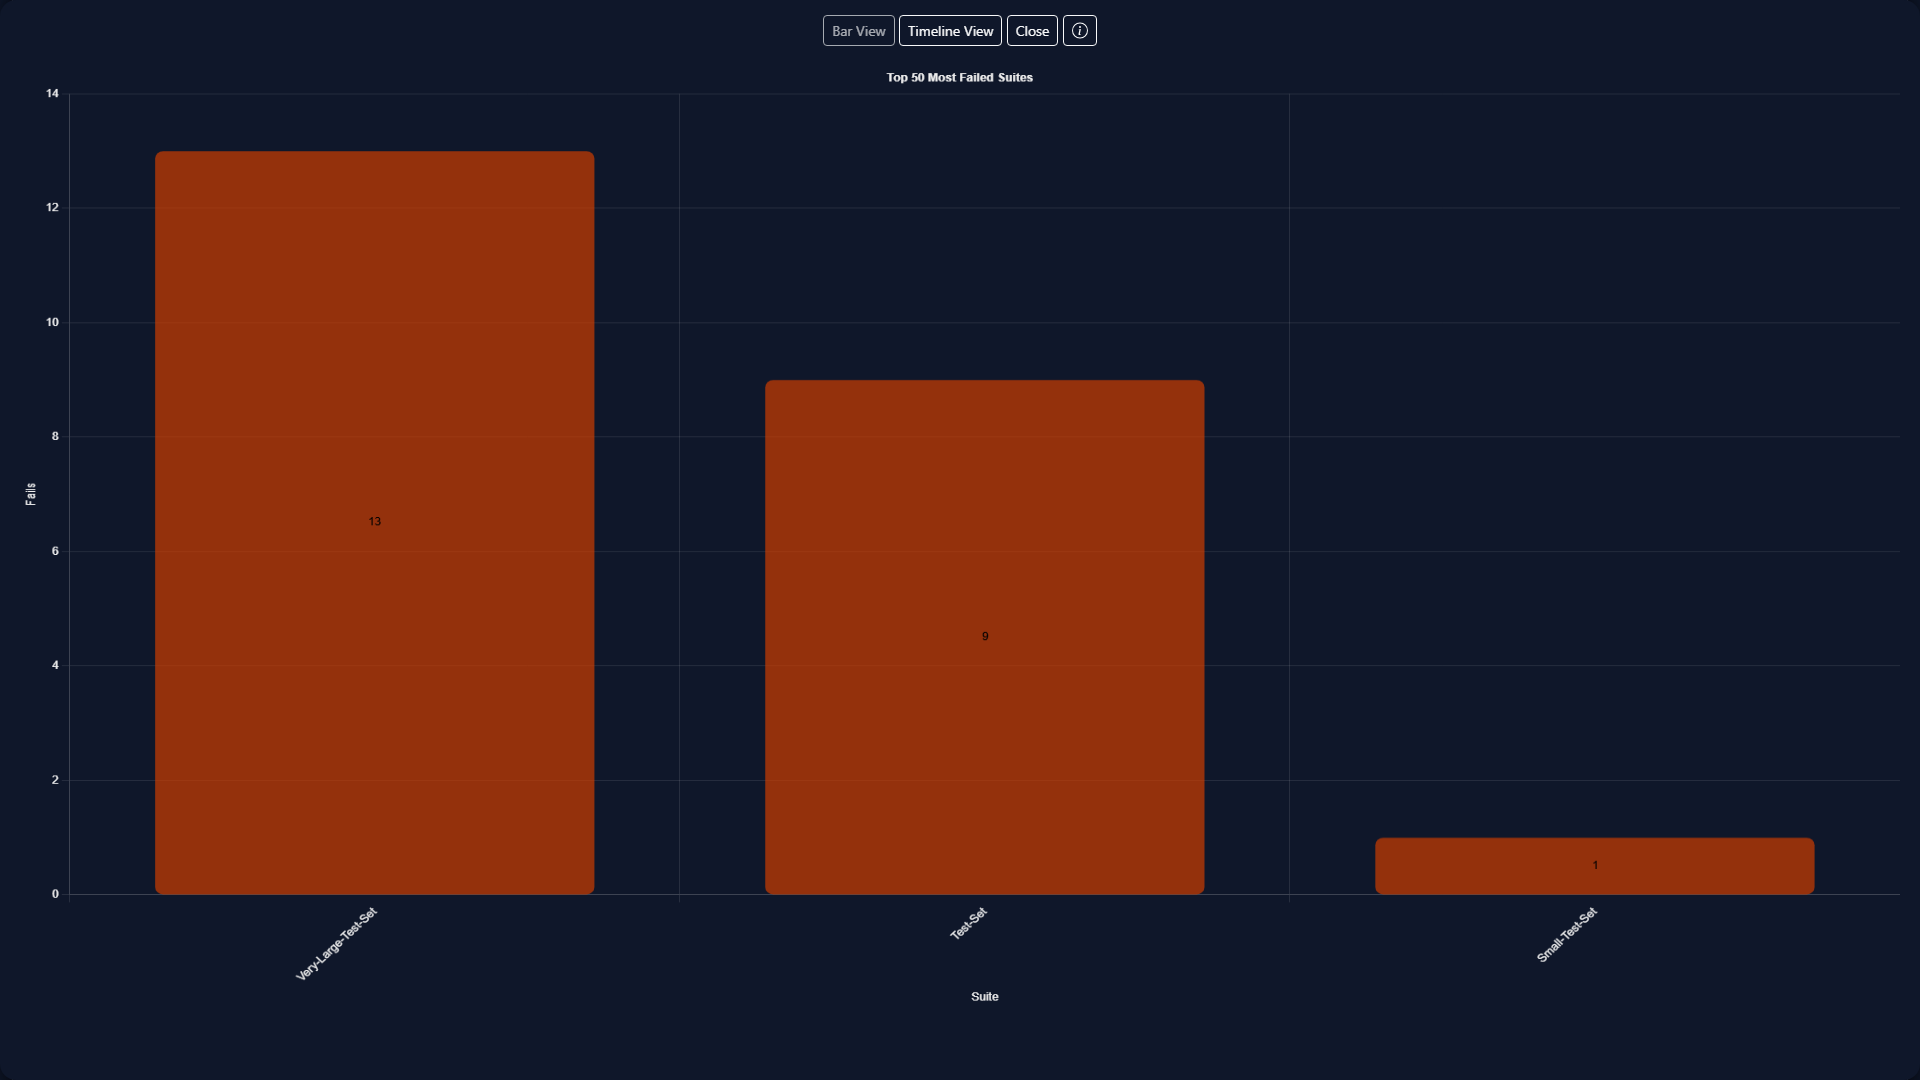 Bar View Timeline View Close
Top 50 Most Failed Suites
14
12
10
8
6
4
2
0
Fails
13
9
1
Very-Large-Test-Set
Test-Set
Small-Test-Set
Suite